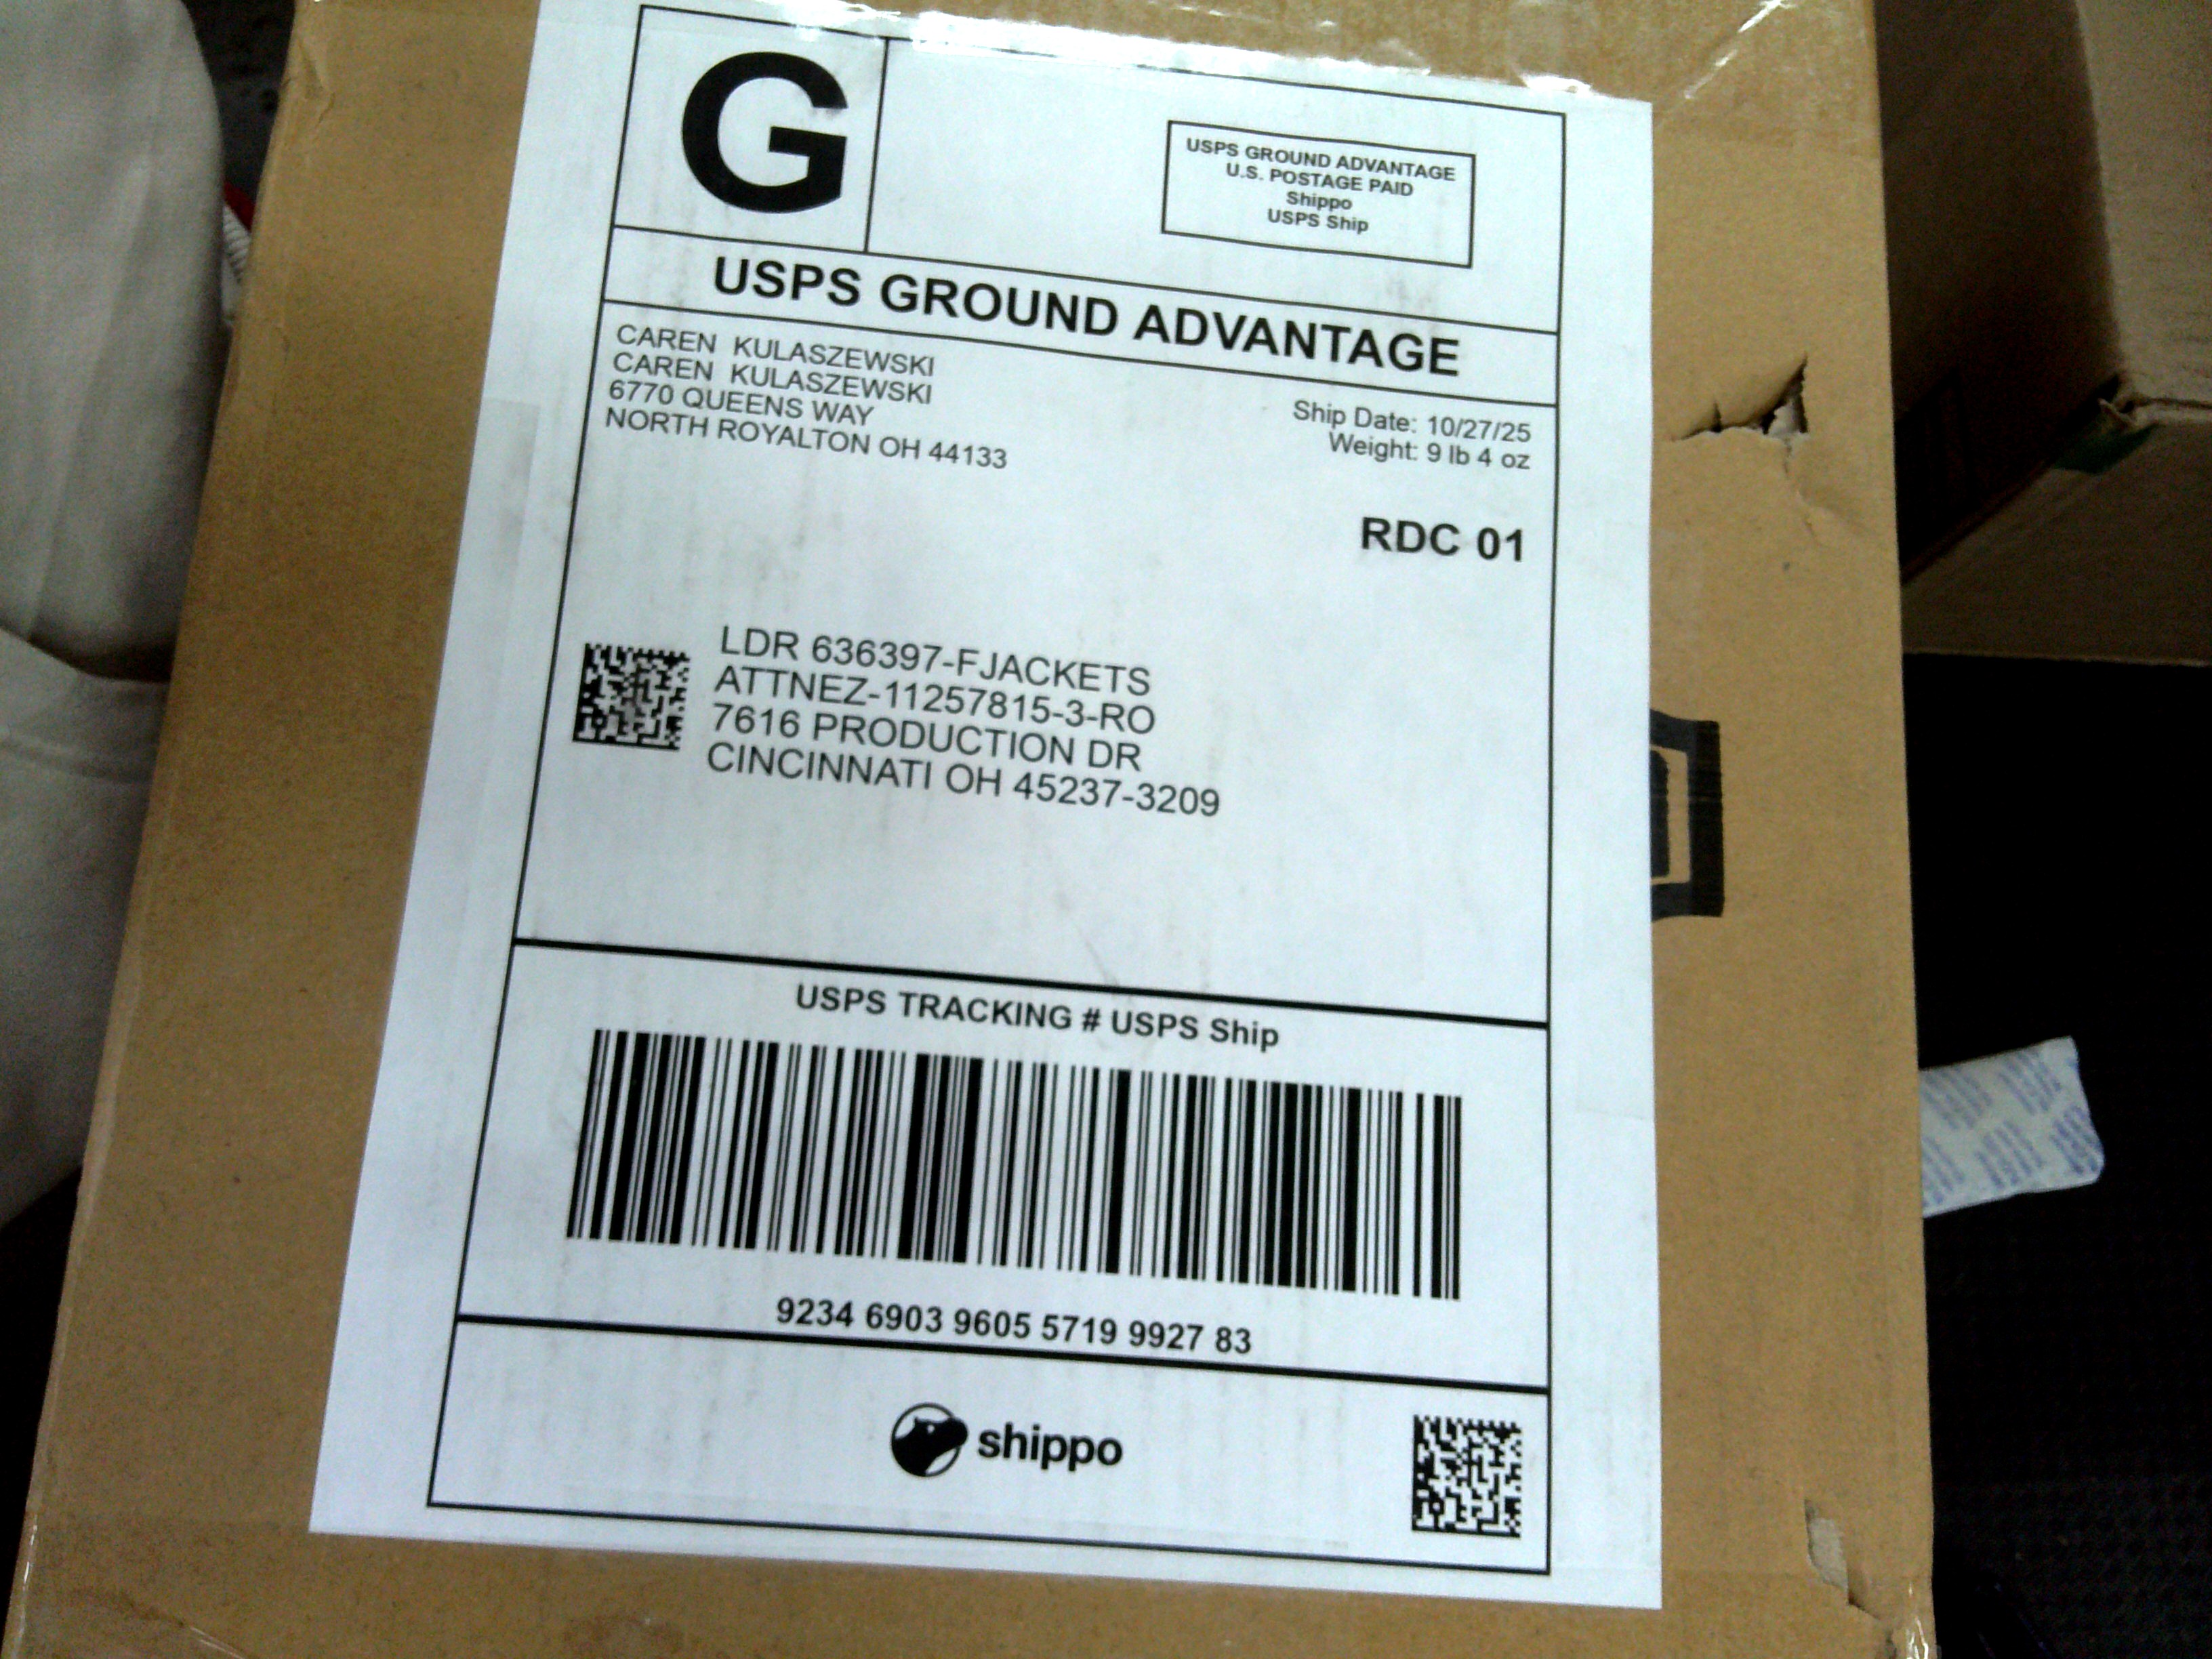 G
USPS GROUND ADVANTAGE
U.S. POSTAGE PAID
Shippo
USPS Ship
USPS GROUND ADVANTAGE
CAREN KULASZEWSKI
CAREN KULASZEWSKI
6770 QUEENS WAY
NORTH ROYALTON OH 44133
Ship Date: 10/27/25
Weight: 9 lb 4 oz
RDC 01
LDR 636397-FJACKETS
ATTNEZ-11257815-3-RO
7616 PRODUCTION DR
CINCINNATI OH 45237-3209
USPS TRACKING # USPS Ship
9234 6903 9605 5719 9927 83
shippo